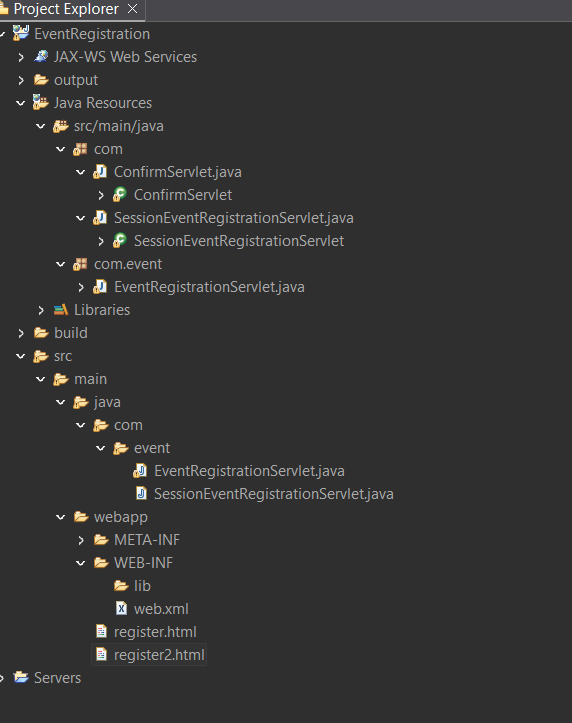 Project Explorer
EventRegistration
JAX-WS Web Services
output
Java Resources
src/main/java
com
ConfirmServlet.java
ConfirmServlet
SessionEventRegistrationServlet.java
SessionEventRegistrationServlet
com.event
EventRegistrationServlet.java
Libraries
build
src
main
java
com
event
EventRegistrationServlet.java
SessionEventRegistrationServlet.java
webapp
META-INF
WEB-INF
lib
web.xml
register.html
register2.html
Servers